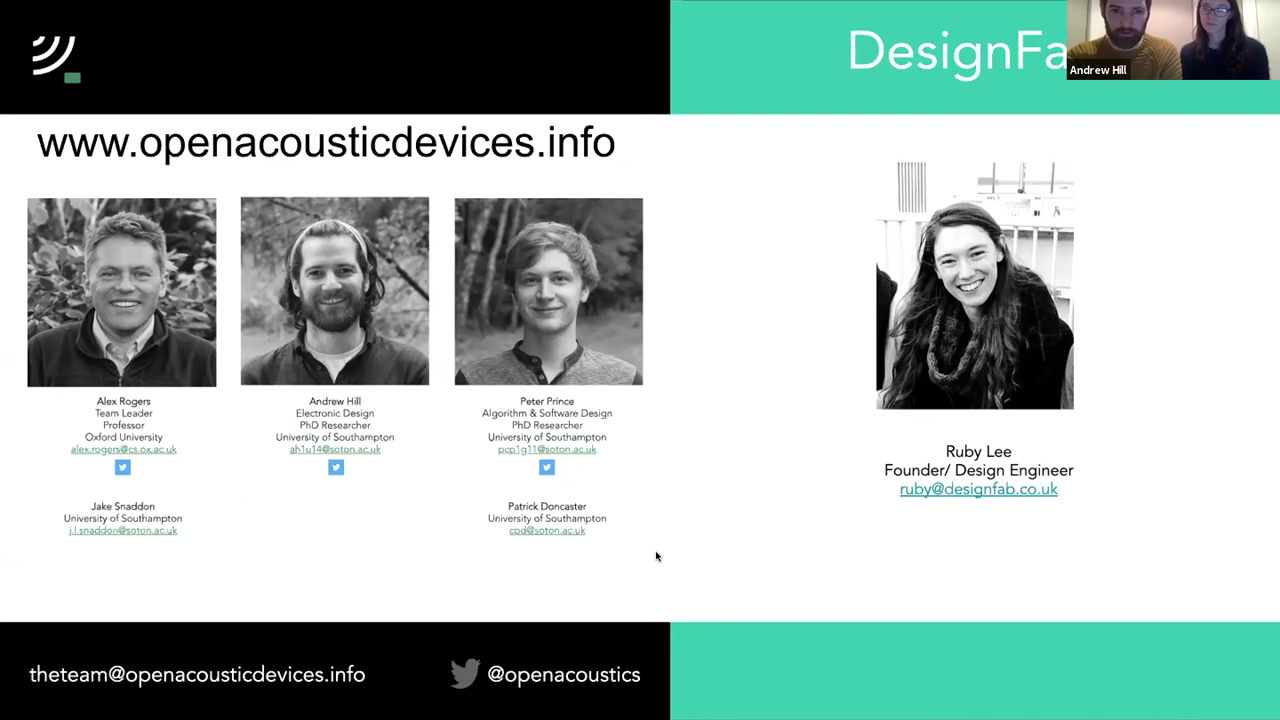 DesignFa
Andrew Hill
www.openacousticdevices.info
Alex Rogers
Team Leader
Professor
Oxford University
alex.rogers@cs.ox.ac.uk
Andrew Hill
Electronic Design
PhD Researcher
University of Southampton
ah1u14@soton.ac.uk
Peter Prince
Algorithm & Software Design
PhD Researcher
University of Southampton
pcp1g11@soton.ac.uk
Jake Snaddon
University of Southampton
j.l.snaddon@soton.ac.uk
Patrick Doncaster
University of Southampton
cpd@soton.ac.uk
Ruby Lee
Founder/ Design Engineer
ruby@designfab.co.uk
theteam@openacousticdevices.info
@openacoustics